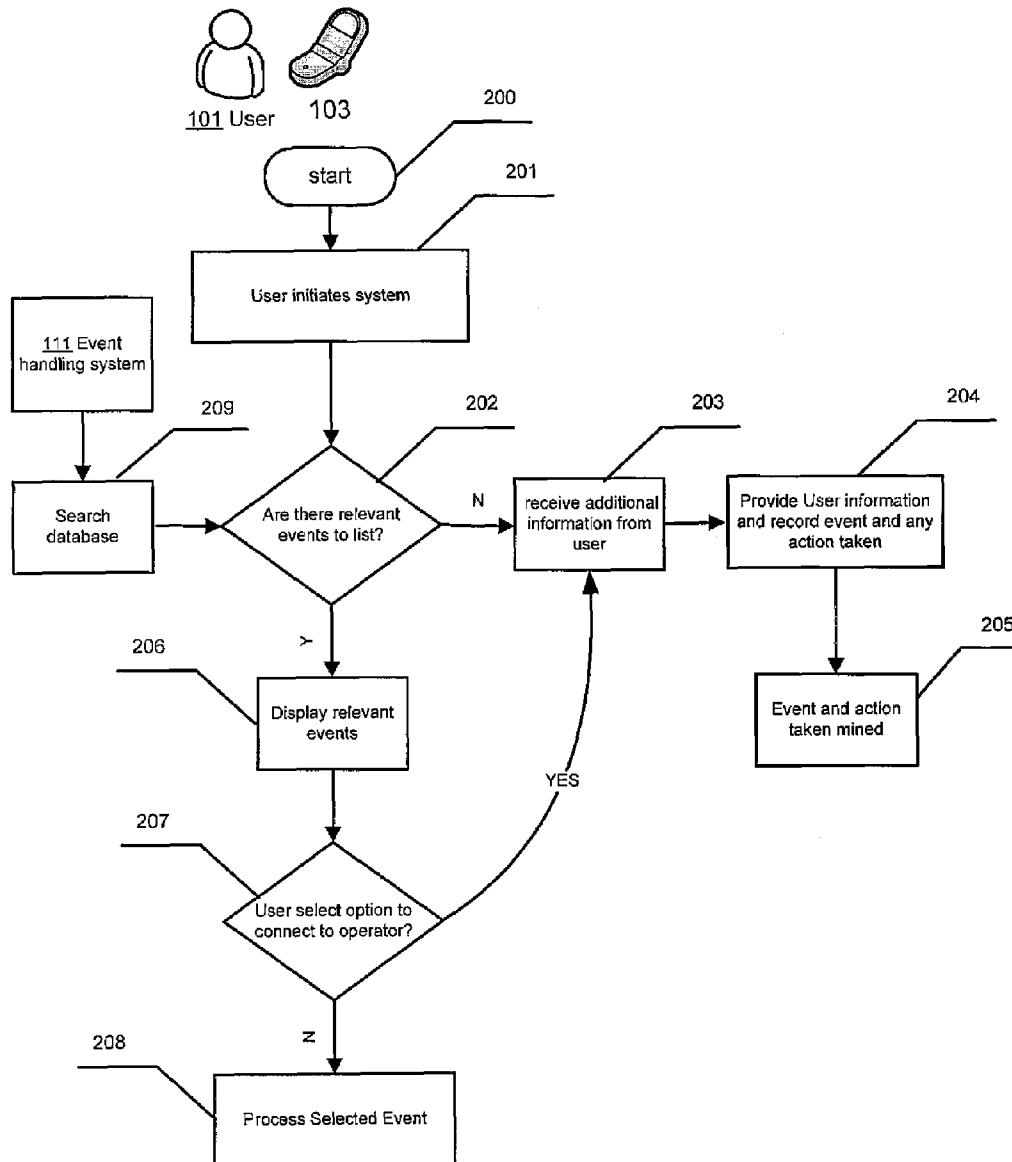 101 User
103
200
start
201
User initiates system
111 Event
handling system
209
202
203
204
Search
database
Are there relevant
events to list?
N
receive additional
information from
user
Provide User information
and record event and any
action taken
Y
205
206
Display relevant
events
Event and action
taken mined
YES
207
User select option to
connect to operator?
N
208
Process Selected Event